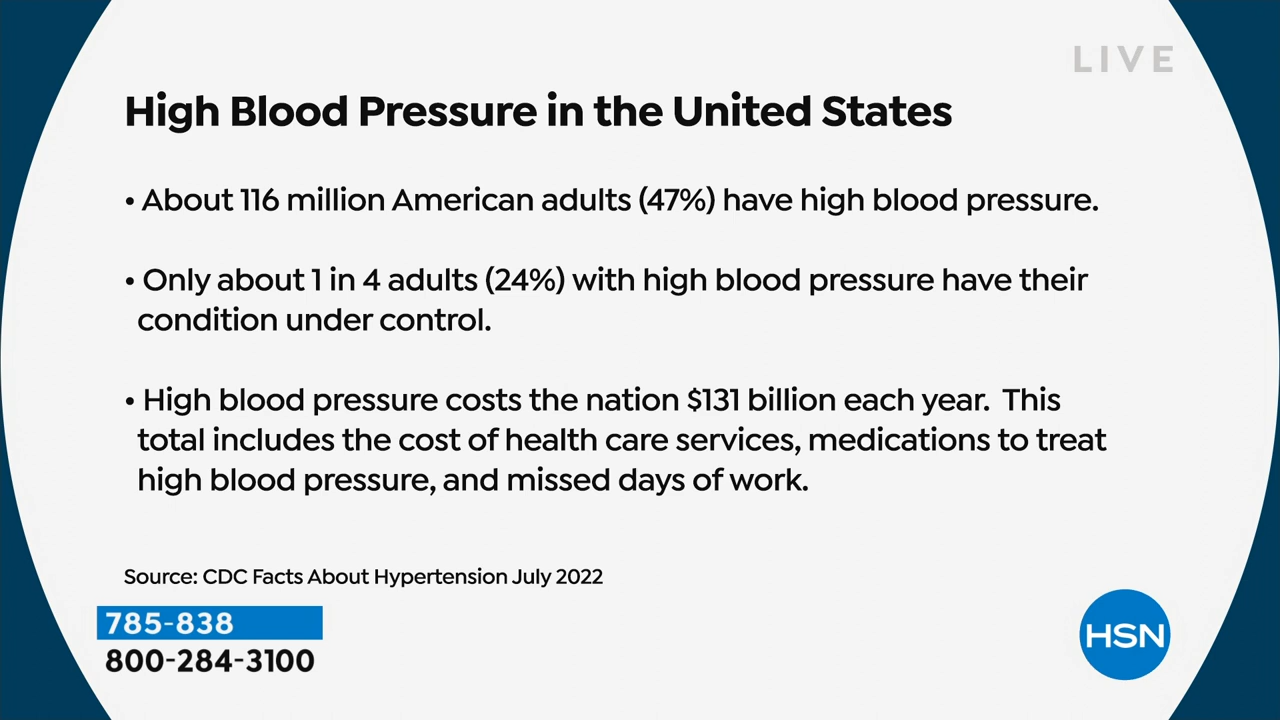 LIVE
High Blood Pressure in the United States
• About 116 million American adults (47%) have high blood pressure.
• Only about 1 in 4 adults (24%) with high blood pressure have their
condition under control.
• High blood pressure costs the nation $131 billion each year.  This
total includes the cost of health care services, medications to treat
high blood pressure, and missed days of work.
Source: CDC Facts About Hypertension July 2022
785-838
800-284-3100
HSN